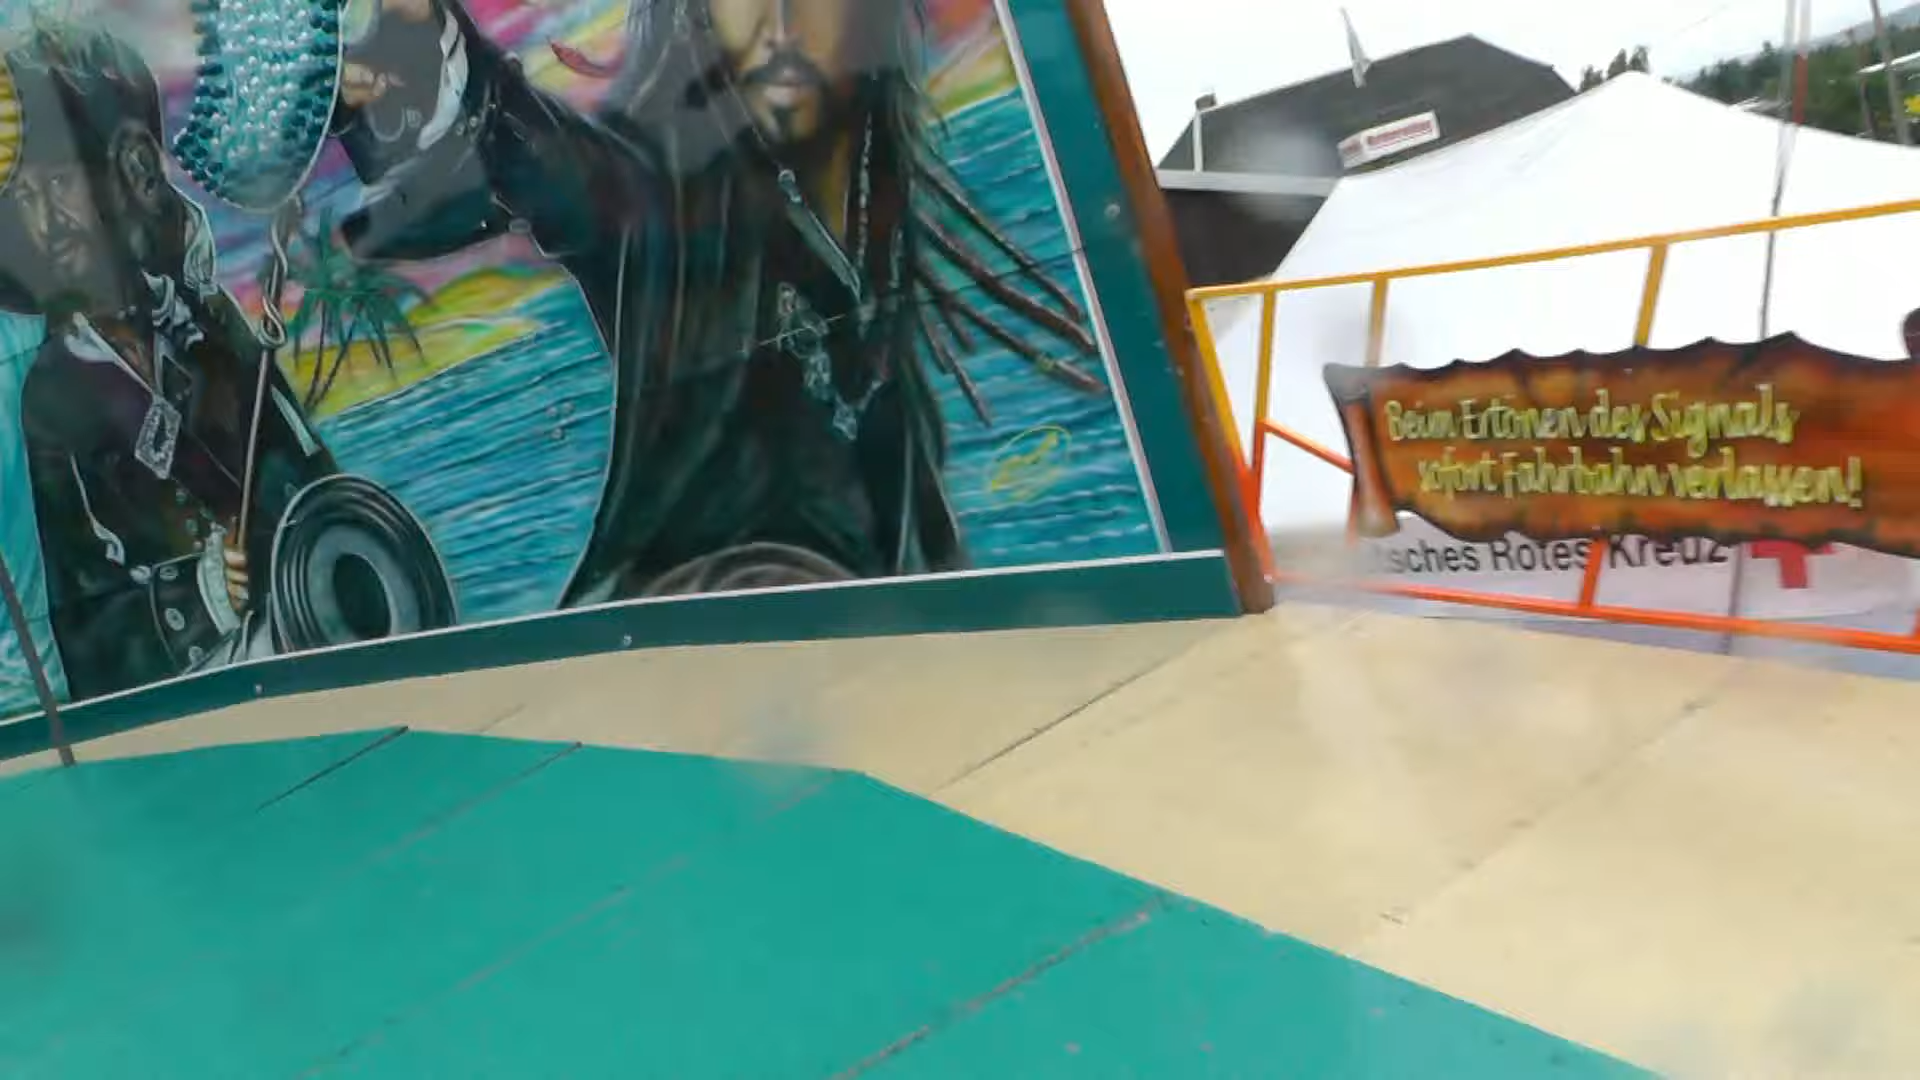 Beim Ertönen des Signals
sofort Fahrbahn verlassen!
sches Rotes Kreuz